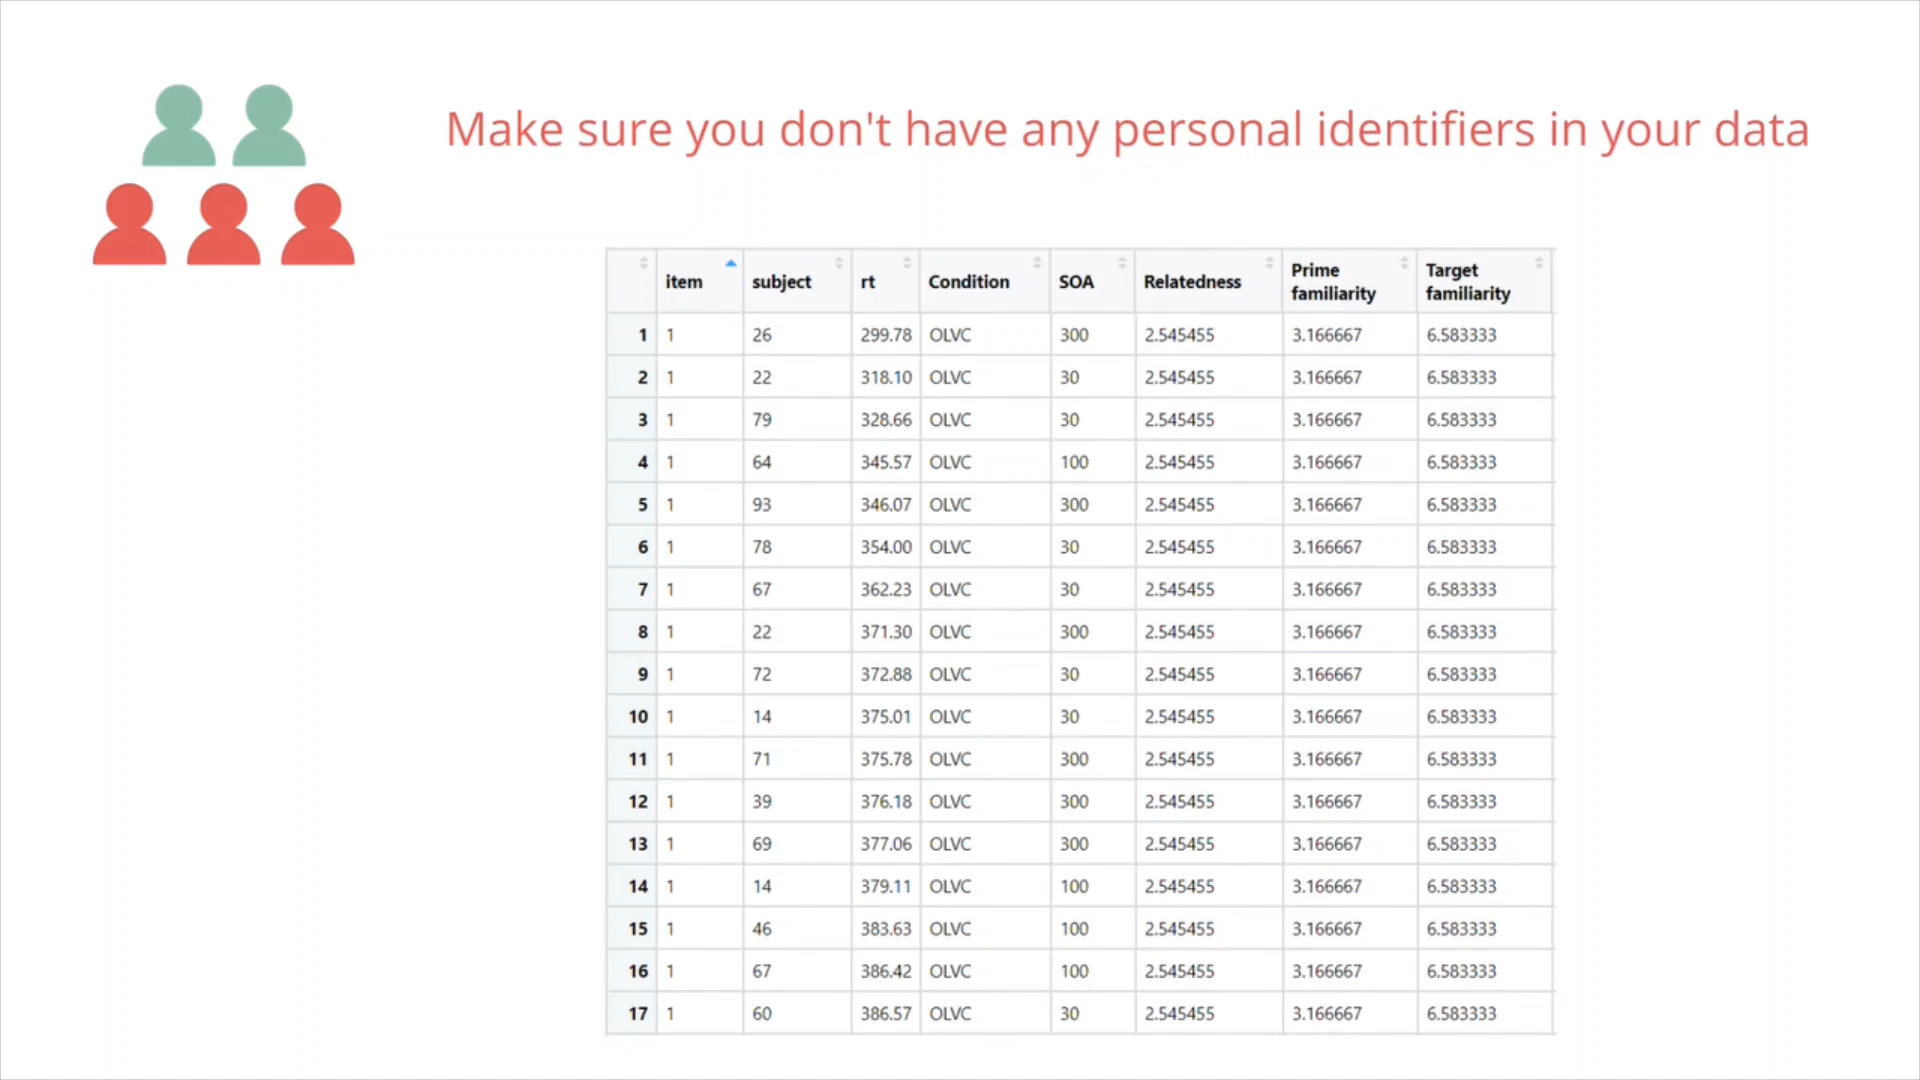 Make sure you don't have any personal identifiers in your data
item subject rt Condition SOA Relatedness Prime familiarity Target familiarity
1 1 26 299.78 OLVC 300 2.545455 3.166667 6.583333
2 1 22 318.10 OLVC 30 2.545455 3.166667 6.583333
3 1 79 328.66 OLVC 30 2.545455 3.166667 6.583333
4 1 64 345.57 OLVC 100 2.545455 3.166667 6.583333
5 1 93 346.07 OLVC 300 2.545455 3.166667 6.583333
6 1 78 354.00 OLVC 30 2.545455 3.166667 6.583333
7 1 67 362.23 OLVC 30 2.545455 3.166667 6.583333
8 1 22 371.30 OLVC 300 2.545455 3.166667 6.583333
9 1 72 372.88 OLVC 30 2.545455 3.166667 6.583333
10 1 14 375.01 OLVC 30 2.545455 3.166667 6.583333
11 1 71 375.78 OLVC 300 2.545455 3.166667 6.583333
12 1 39 376.18 OLVC 300 2.545455 3.166667 6.583333
13 1 69 377.06 OLVC 300 2.545455 3.166667 6.583333
14 1 14 379.11 OLVC 100 2.545455 3.166667 6.583333
15 1 46 383.63 OLVC 100 2.545455 3.166667 6.583333
16 1 67 386.42 OLVC 100 2.545455 3.166667 6.583333
17 1 60 386.57 OLVC 30 2.545455 3.166667 6.583333